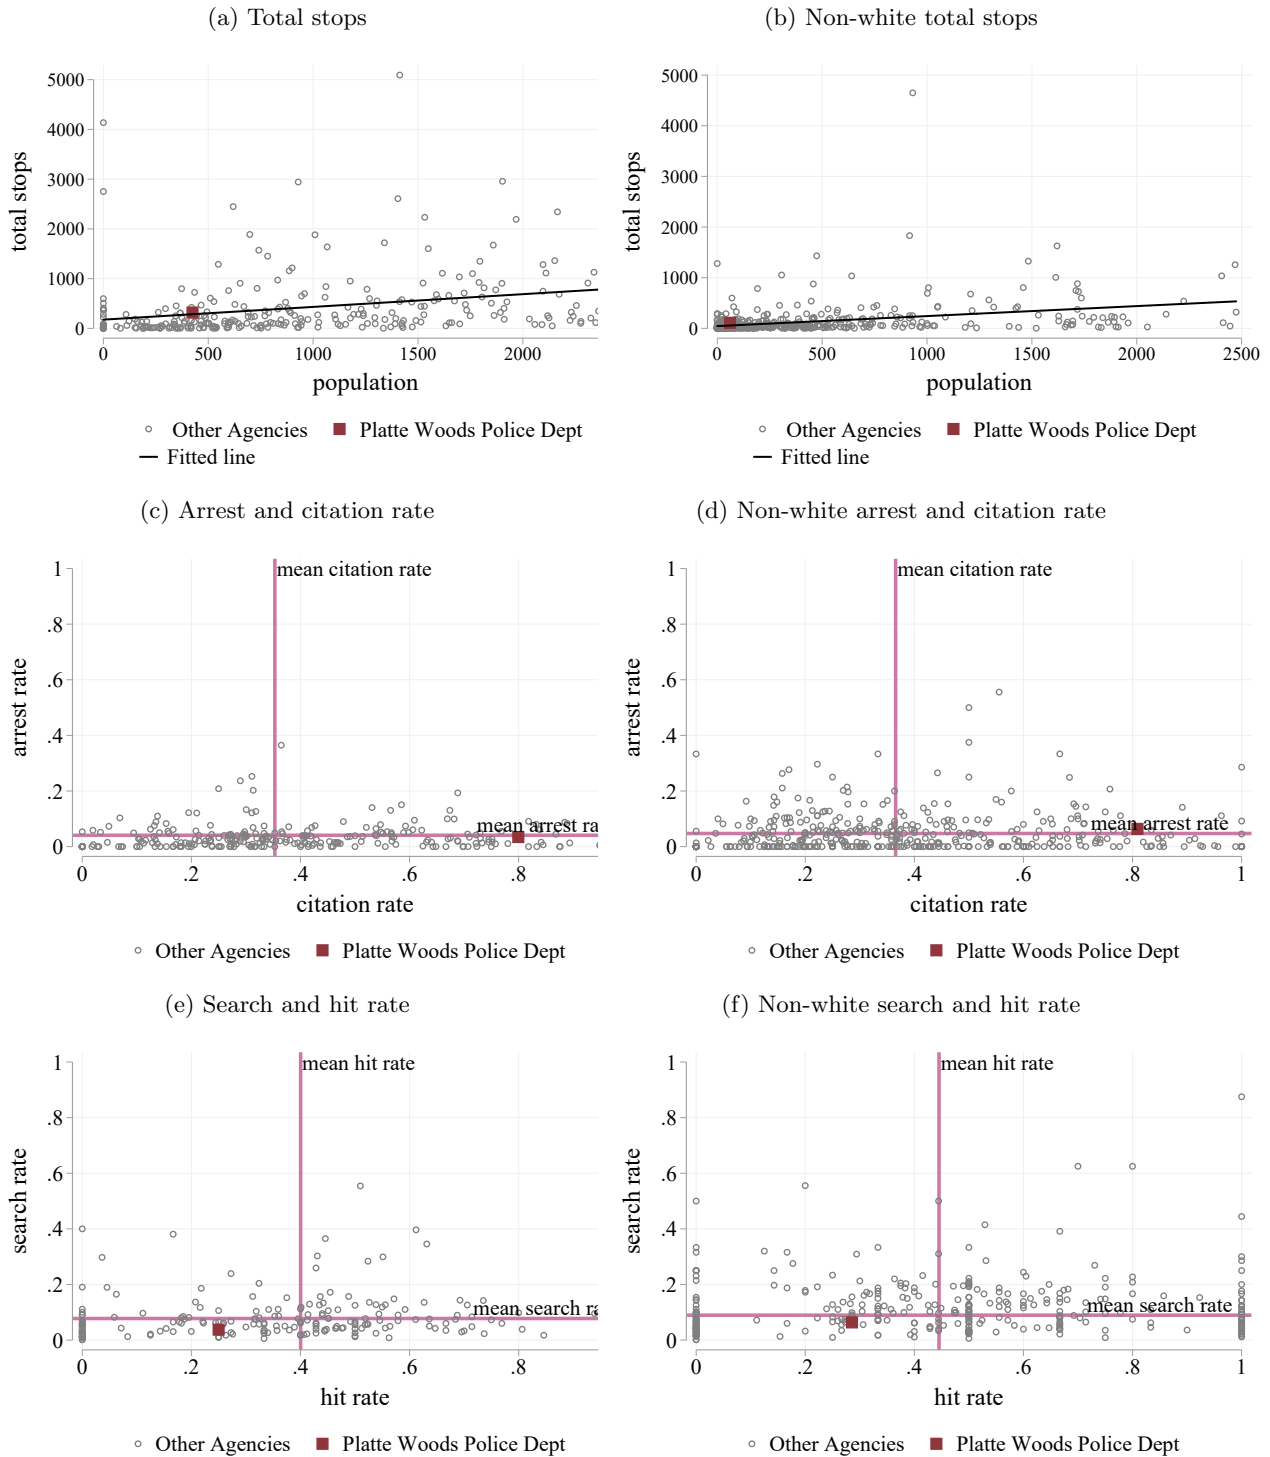 (a) Total stops
(b) Non-white total stops
total stops
5000
4000
3000
2000
1000
0
0 500 1000 1500 2000
population
Other Agencies Platte Woods Police Dept
Fitted line
total stops
5000
4000
3000
2000
1000
0
0 500 1000 1500 2000 2500
population
Other Agencies Platte Woods Police Dept
Fitted line
(c) Arrest and citation rate
(d) Non-white arrest and citation rate
arrest rate
1
.8
.6
.4
.2
0
mean citation rate
mean arrest ra
0 .2 .4 .6 .8
citation rate
Other Agencies Platte Woods Police Dept
arrest rate
1
.8
.6
.4
.2
0
mean citation rate
mean arrest rate
0 .2 .4 .6 .8 1
citation rate
Other Agencies Platte Woods Police Dept
(e) Search and hit rate
(f) Non-white search and hit rate
search rate
1
.8
.6
.4
.2
0
mean hit rate
mean search ra
0 .2 .4 .6 .8
hit rate
Other Agencies Platte Woods Police Dept
search rate
1
.8
.6
.4
.2
0
mean hit rate
mean search rate
0 .2 .4 .6 .8 1
hit rate
Other Agencies Platte Woods Police Dept